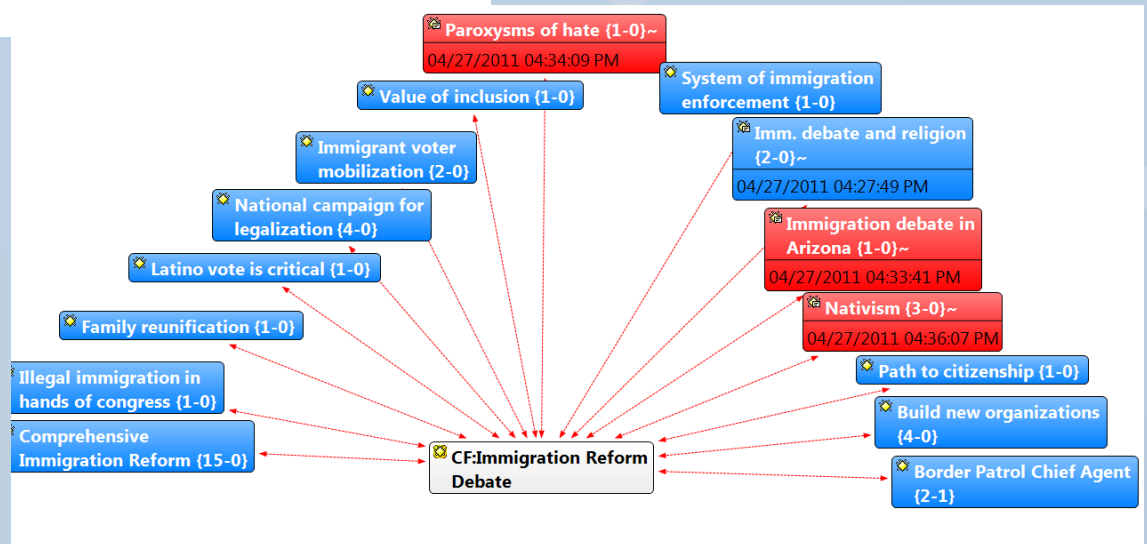 Paroxysms of hate {1-0}~
04/27/2011 04:34:09 PM
System of immigration
enforcement {1-0}
Value of inclusion {1-0}
Imm. debate and religion
{2-0}~
04/27/2011 04:27:49 PM
Immigrant voter
mobilization {2-0}
National campaign for
legalization {4-0}
Immigration debate in
Arizona {1-0}~
04/27/2011 04:33:41 PM
Latino vote is critical {1-0}
Nativism {3-0}~
04/27/2011 04:36:07 PM
Family reunification {1-0}
Path to citizenship {1-0}
Illegal immigration in
hands of congress {1-0}
Build new organizations
{4-0}
Comprehensive
Immigration Reform {15-0}
CF:Immigration Reform
Debate
Border Patrol Chief Agent
{2-1}